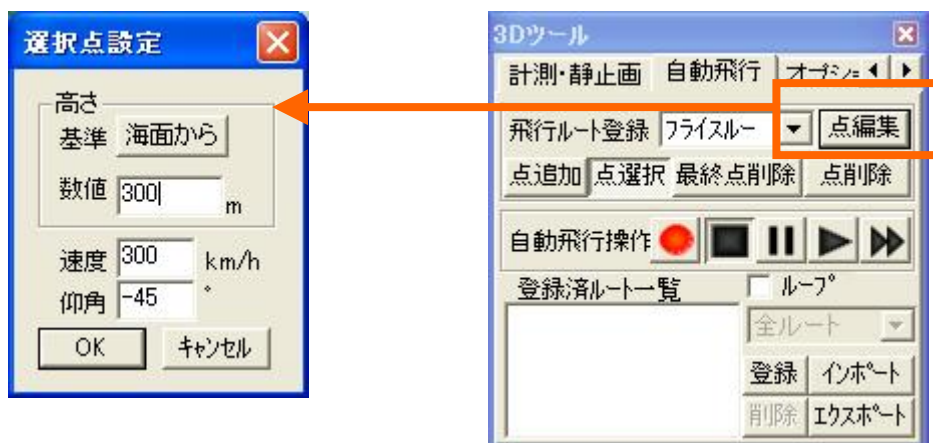 選択点設定
高さ
基準 海面から
数値 300 m
速度 300 km/h
仰角 -45 °
OK キャンセル
3Dツール
計測・静止画 自動飛行 オプショ
飛行ルート登録 フライスルー 点編集
点追加 点選択 最終点削除 点削除
自動飛行操作
登録済ルート一覧 ループ
全ルート
登録 インポート
削除 エクスポート